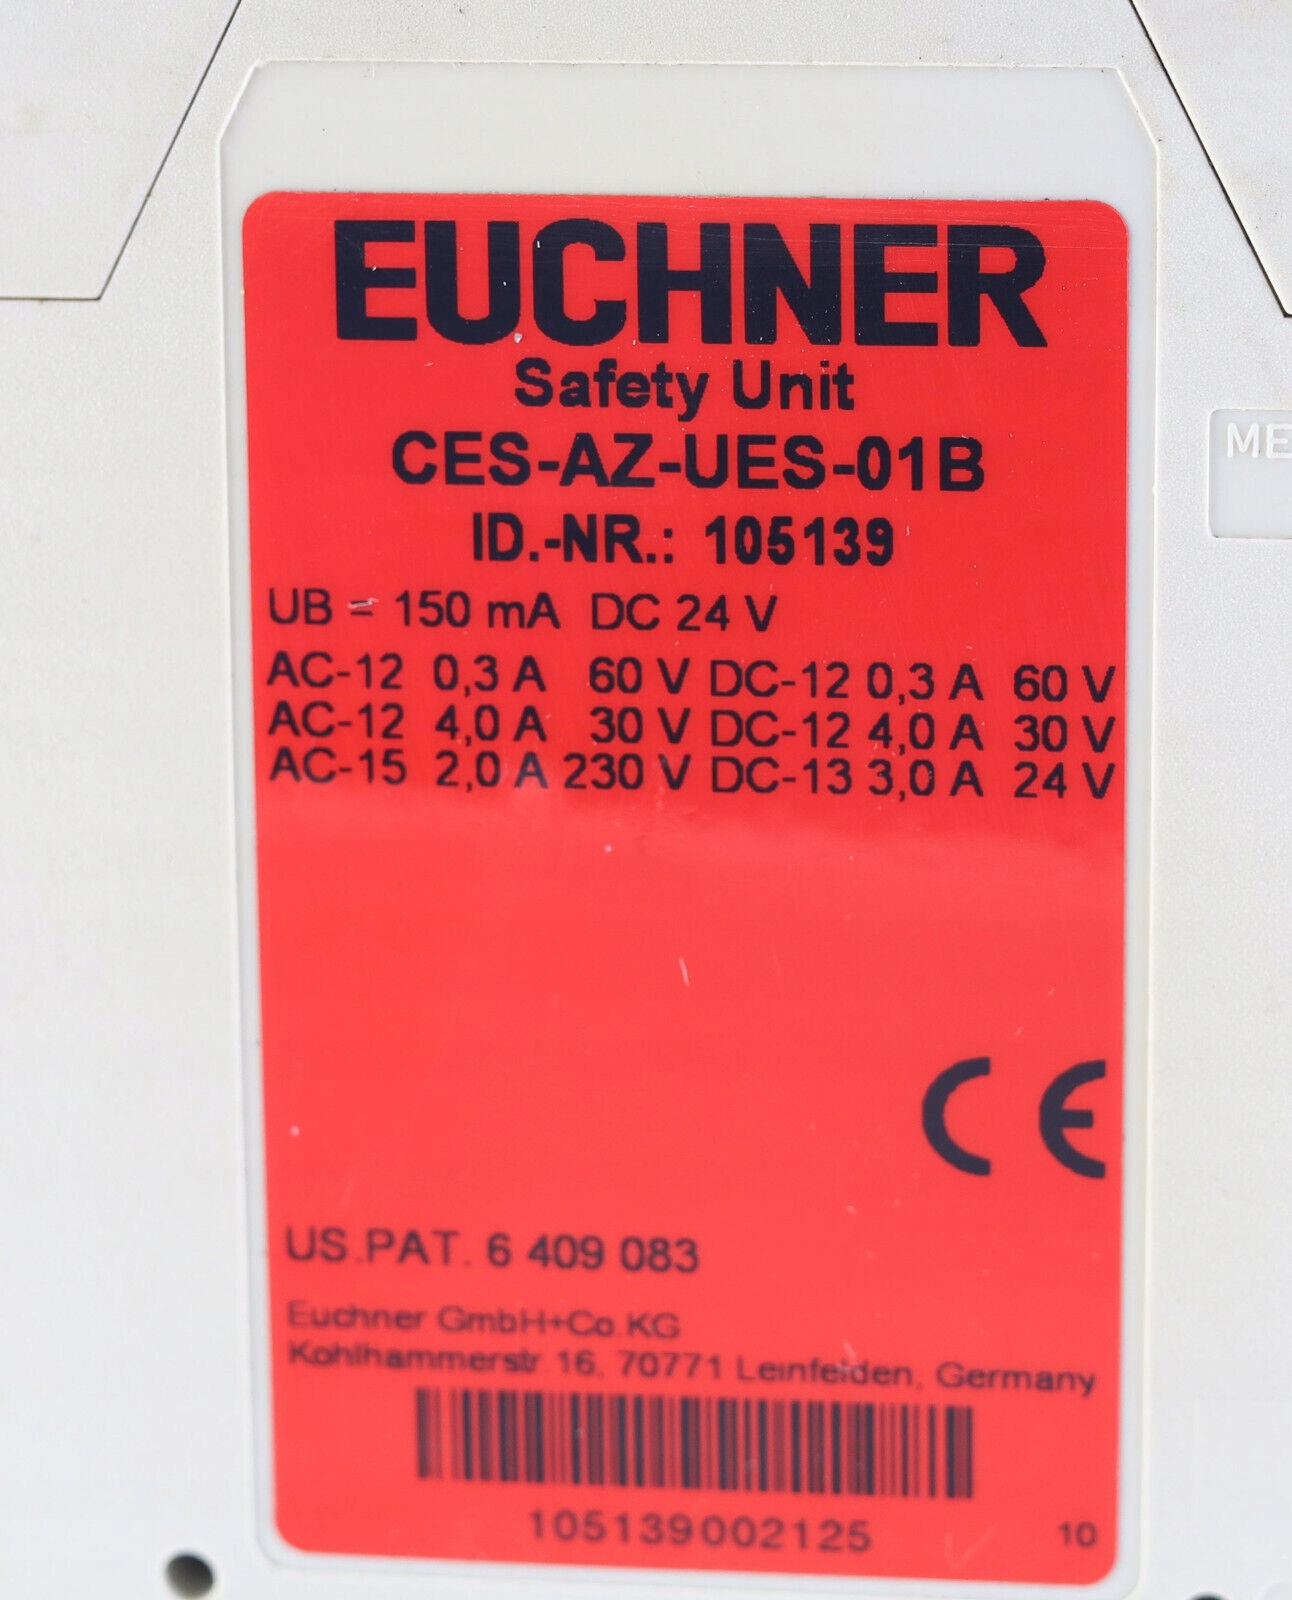 EUCHNER
Safety Unit
CES-AZ-UES-01B
ID.-NR.: 105139
UB = 150 mA DC 24 V
AC-12 0,3 A 60 V DC-12 0,3 A 60 V
AC-12 4,0 A 30 V DC-12 4,0 A 30 V
AC-15 2,0 A 230 V DC-13 3,0 A 24 V
ME
CE
US.PAT. 6 409 083
Euchner GmbH+Co.KG
Kohlhammerstr. 16, 70771 Leinfelden, Germany
105139002125
10